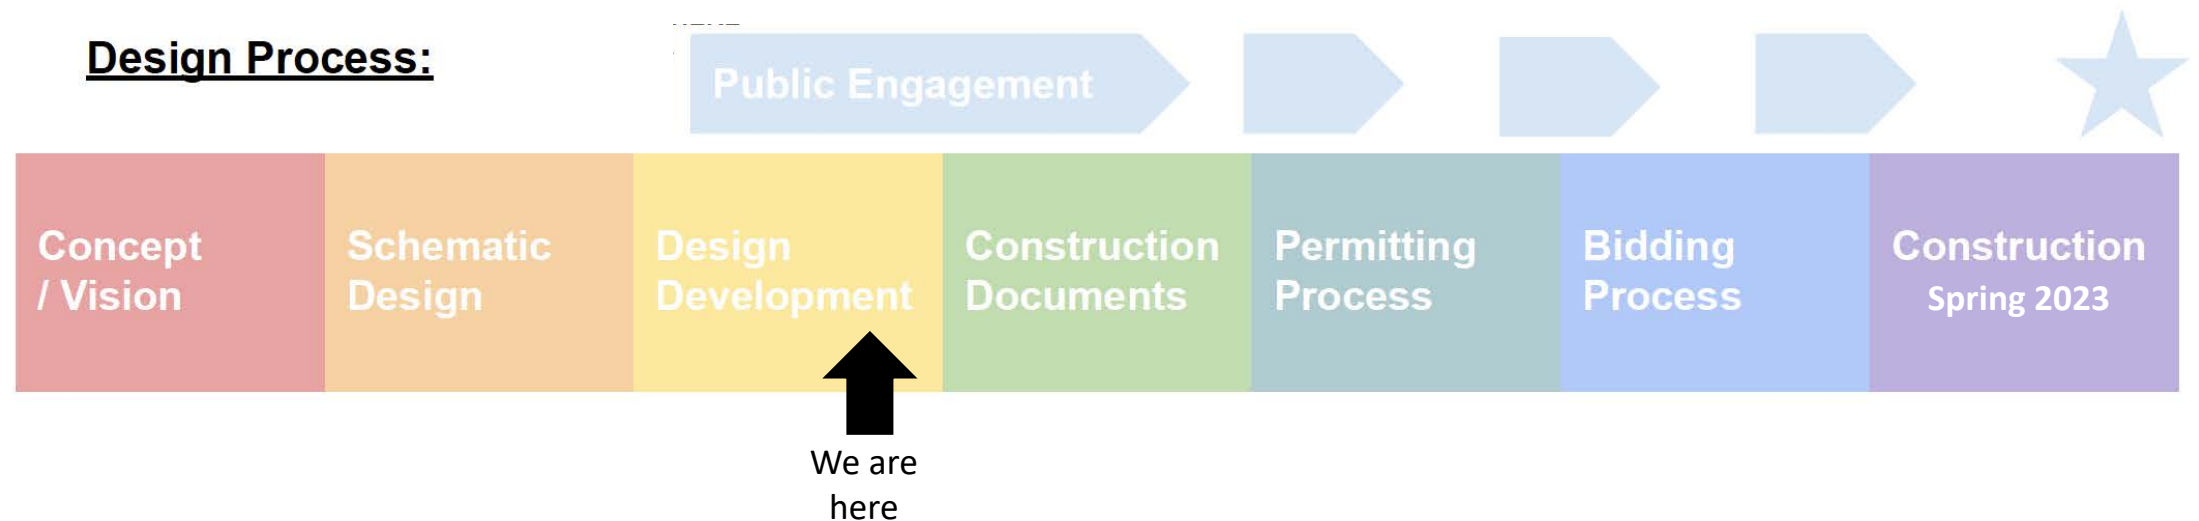 Design Process:
Public Engagement
Concept
/ Vision
Schematic
Design
Design
Development
Construction
Documents
Permitting
Process
Bidding
Process
Construction
Spring 2023
We are
here